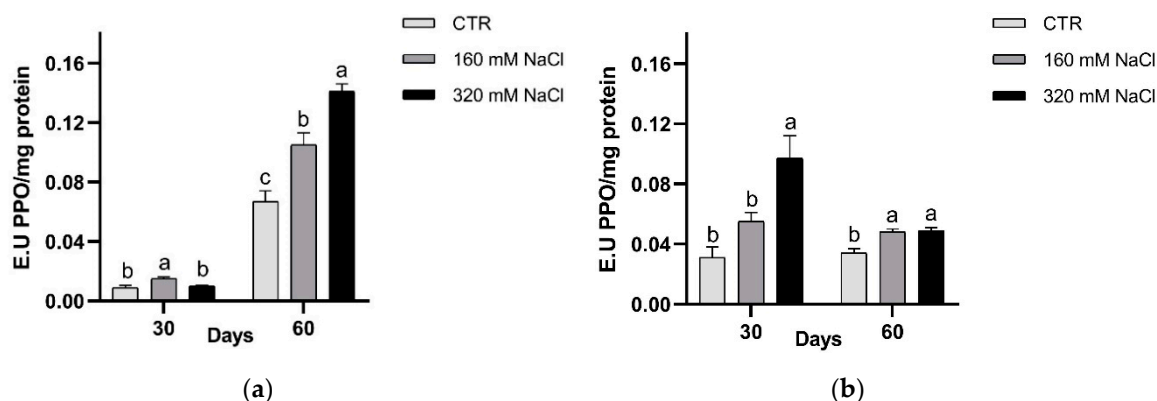 CTR
160 mM NaCl
320 mM NaCl
E.U PPO/mg protein
0.16
0.12
0.08
0.04
0.00
b
a
b
c
b
a
30
60
Days
(a)
CTR
160 mM NaCl
320 mM NaCl
E.U PPO/mg protein
0.16
0.12
0.08
0.04
0.00
b
b
a
b
a
a
30
60
Days
(b)